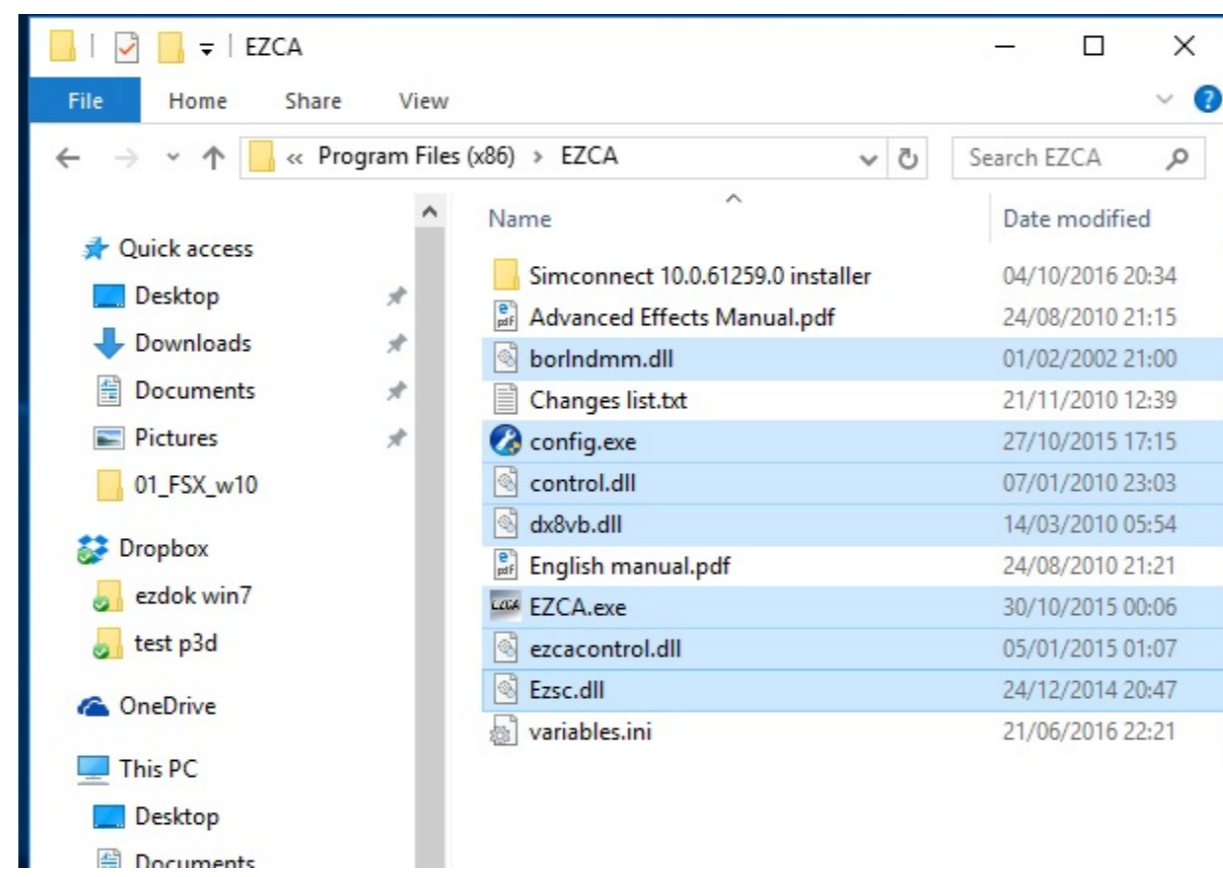 EZCA
File Home Share View
« Program Files (x86) > EZCA
Search EZCA
Quick access
Desktop
Downloads
Documents
Pictures
01_FSX_w10
Dropbox
ezdok win7
test p3d
OneDrive
This PC
Desktop
Documents
Name Date modified
Simconnect 10.0.61259.0 installer 04/10/2016 20:34
Advanced Effects Manual.pdf 24/08/2010 21:15
borlndmm.dll 01/02/2002 21:00
Changes list.txt 21/11/2010 12:39
config.exe 27/10/2015 17:15
control.dll 07/01/2010 23:03
dx8vb.dll 14/03/2010 05:54
English manual.pdf 24/08/2010 21:21
EZCA.exe 30/10/2015 00:06
ezcacontrol.dll 05/01/2015 01:07
Ezsc.dll 24/12/2014 20:47
variables.ini 21/06/2016 22:21